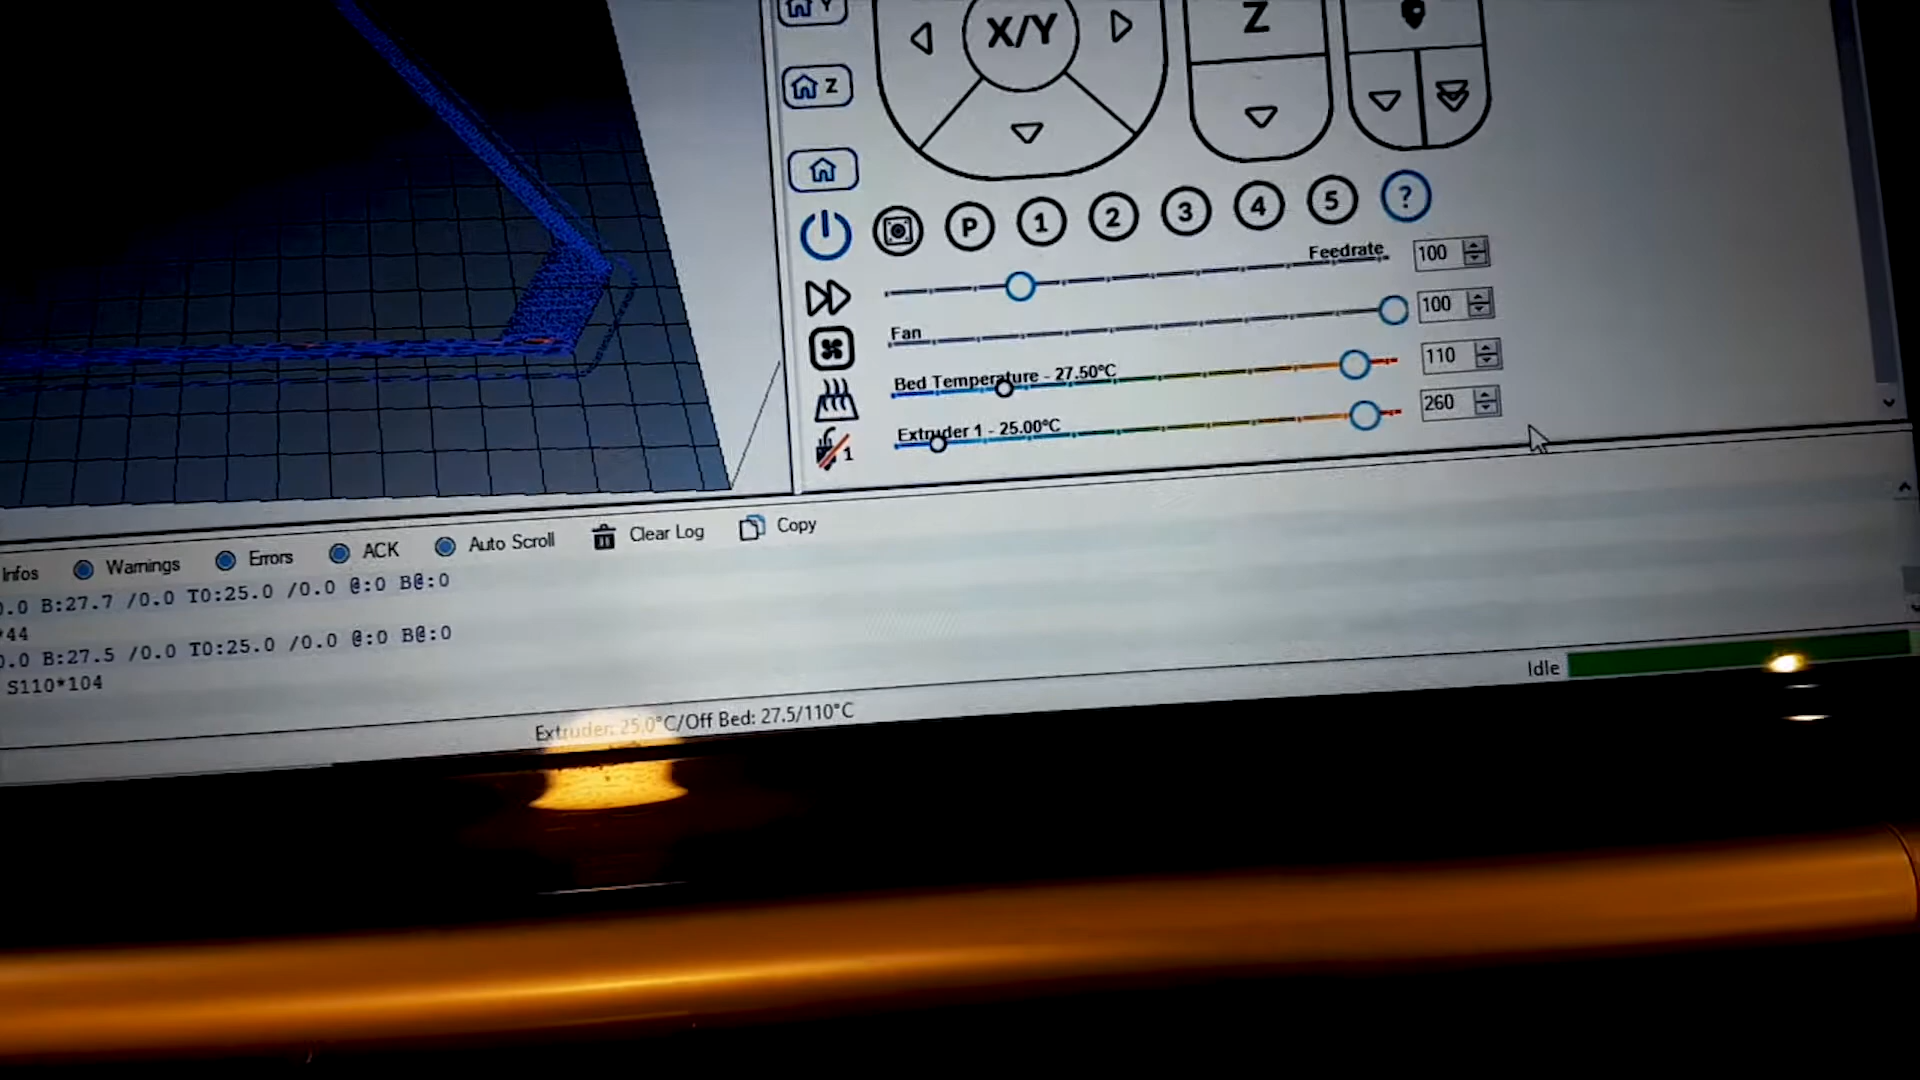 Y
X/Y
Z
Z
P 1 2 3 4 5 ?
Feedrate 100
Fan 100
Bed Temperature - 27.50°C 110
Extruder 1 - 25.00°C 260
1
Infos Warnings Errors ACK Auto Scroll Clear Log Copy
.0 B:27.7 /0.0 T0:25.0 /0.0 @:0 B@:0
*44
.0 B:27.5 /0.0 T0:25.0 /0.0 @:0 B@:0
S110*104
Idle
Extruder: 25.0°C/Off Bed: 27.5/110°C